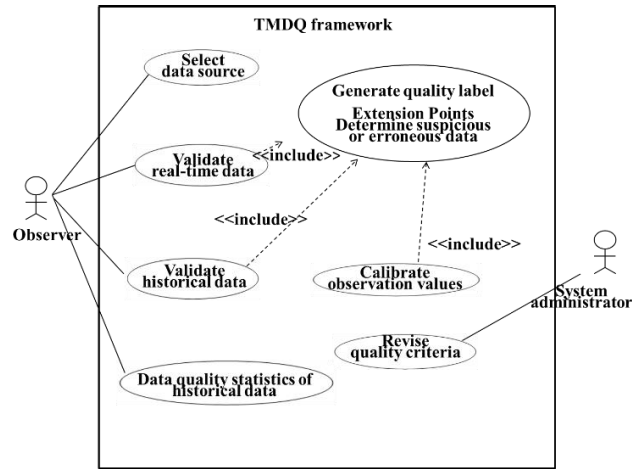 TMDQ framework
Select
data source
Generate quality label
Extension Points
Determine suspicious
or erroneous data
<<include>>
Validate
real-time data
<<include>>
Observer
<<include>>
Validate
historical data
Calibrate
observation values
System
administrator
Revise
quality criteria
Data quality statistics of
historical data